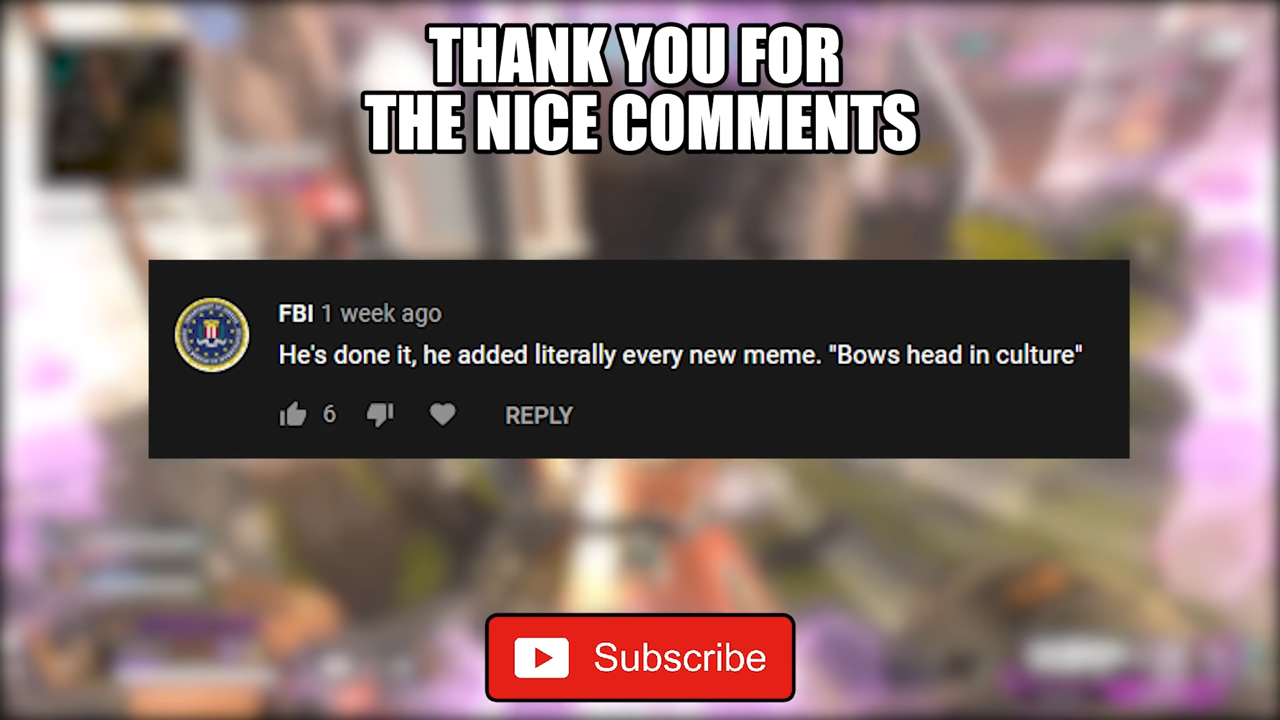 THANK YOU FOR
THE NICE COMMENTS
FBI 1 week ago
He's done it, he added literally every new meme. "Bows head in culture"
6 REPLY
Subscribe